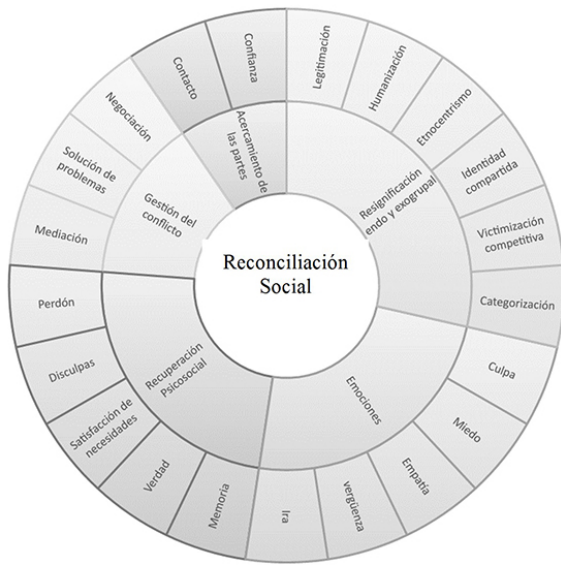 Reconciliación
Social
Resignificación
endo y exogrupal
Legitimación
Humanización
Etnocentrismo
Identidad
compartida
Victimización
competitiva
Categorización
Emociones
Culpa
Miedo
Empatía
vergüenza
Ira
Recuperación
Psicosocial
Memoria
Verdad
Satisfacción de
necesidades
Disculpas
Perdón
Gestión del
conflicto
Mediación
Solución de
problemas
Negociación
Acercamiento de
las partes
Contacto
Confianza